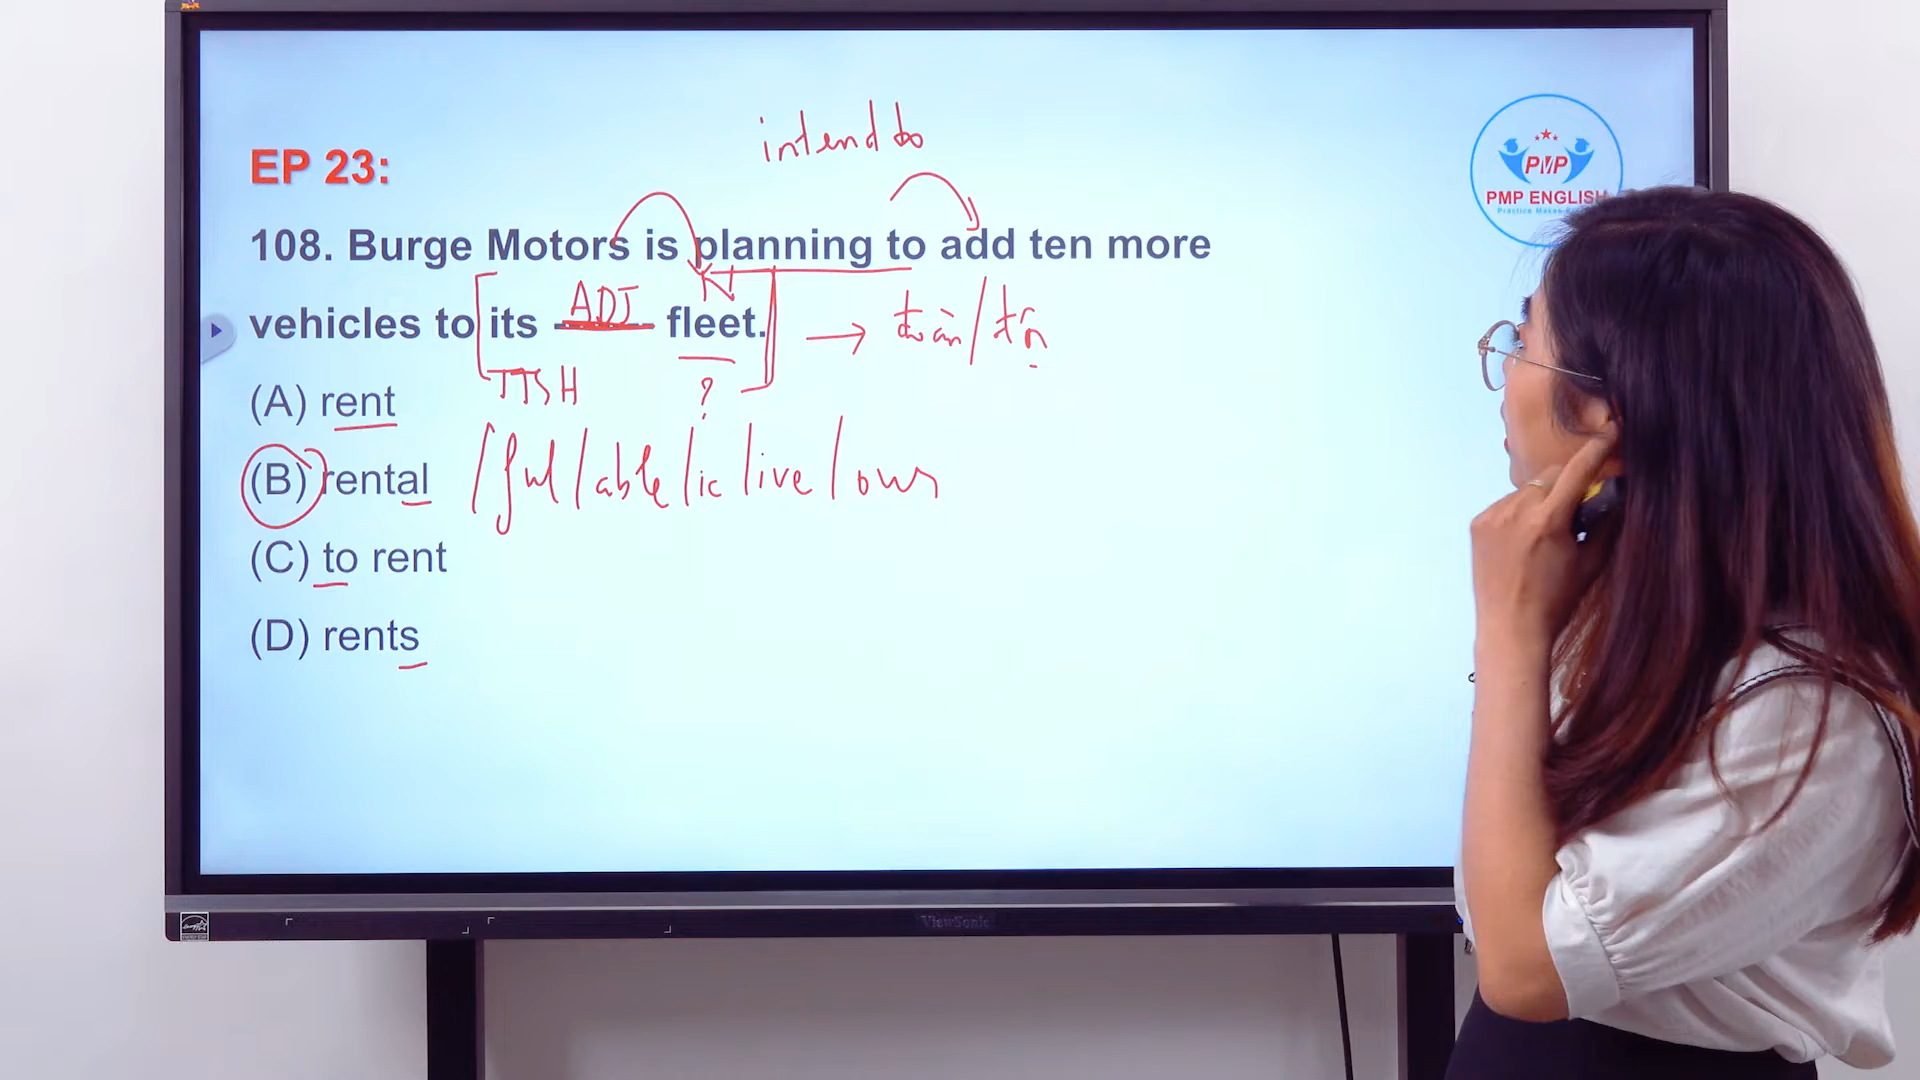 intend to
EP 23:
PMP
PMP ENGLISH
108. Burge Motors is planning to add ten more
N
ADJ
vehicles to its fleet.
TTSH
?
(A) rent
(B) rental
/ful/able/ic/ive/ous
(C) to rent
(D) rents
ViewSonic